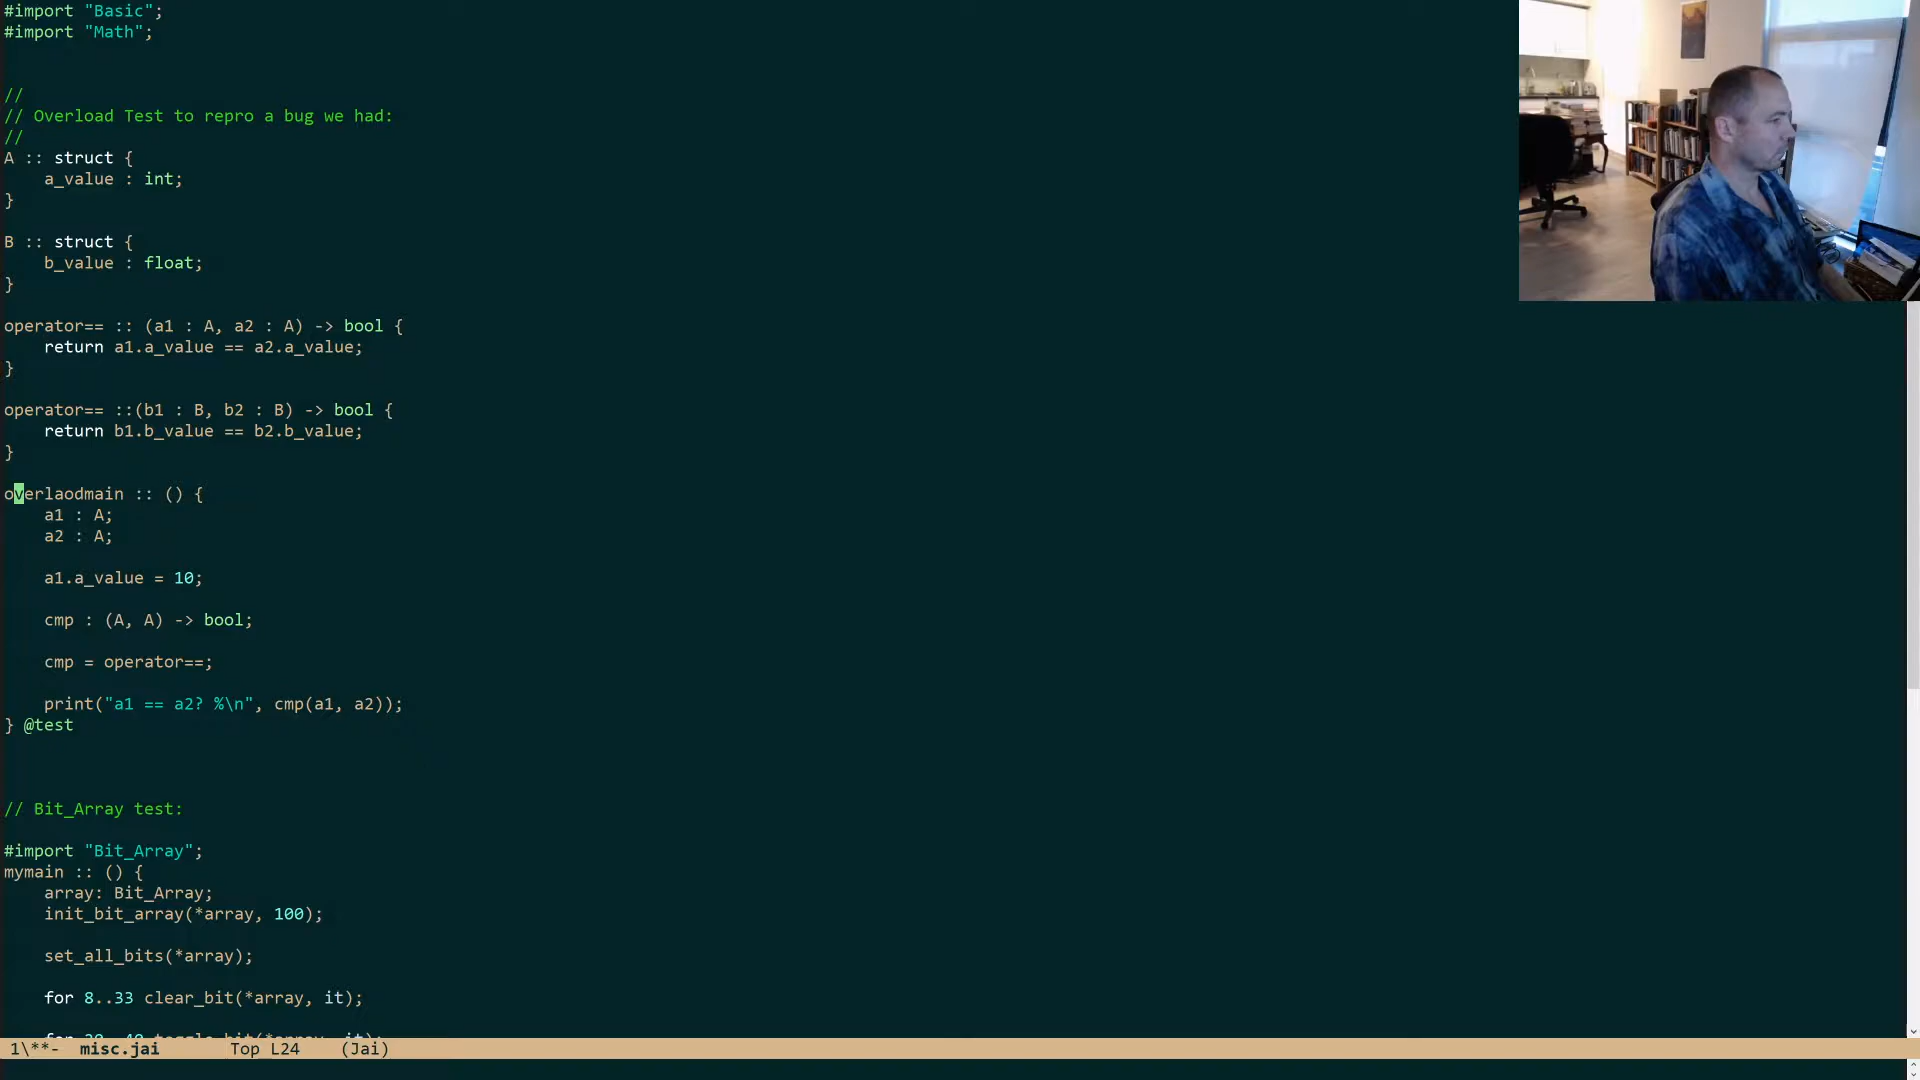 #import "Basic";
#import "Math";
//
// Overload Test to repro a bug we had:
//
A :: struct {
a_value : int;
}
B :: struct {
b_value : float;
}
operator== :: (a1 : A, a2 : A) -> bool {
return a1.a_value == a2.a_value;
}
operator== ::(b1 : B, b2 : B) -> bool {
return b1.b_value == b2.b_value;
}
overlaodmain :: () {
a1 : A;
a2 : A;
a1.a_value = 10;
cmp : (A, A) -> bool;
cmp = operator==;
print("a1 == a2? %\n", cmp(a1, a2));
} @test
// Bit_Array test:
#import "Bit_Array";
mymain :: () {
array: Bit_Array;
init_bit_array(*array, 100);
set_all_bits(*array);
for 8..33 clear_bit(*array, it);
1\**- misc.jai Top L24 (Jai)